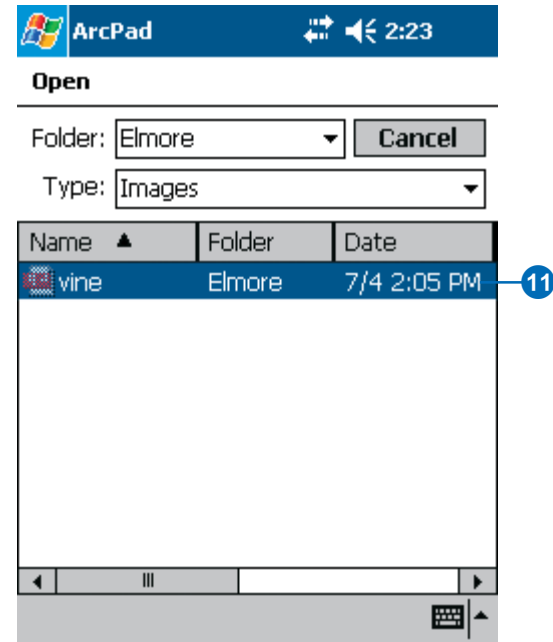 ArcPad 2:23
Open
Folder: Elmore Cancel
Type: Images
Name Folder Date
vine Elmore 7/4 2:05 PM 11